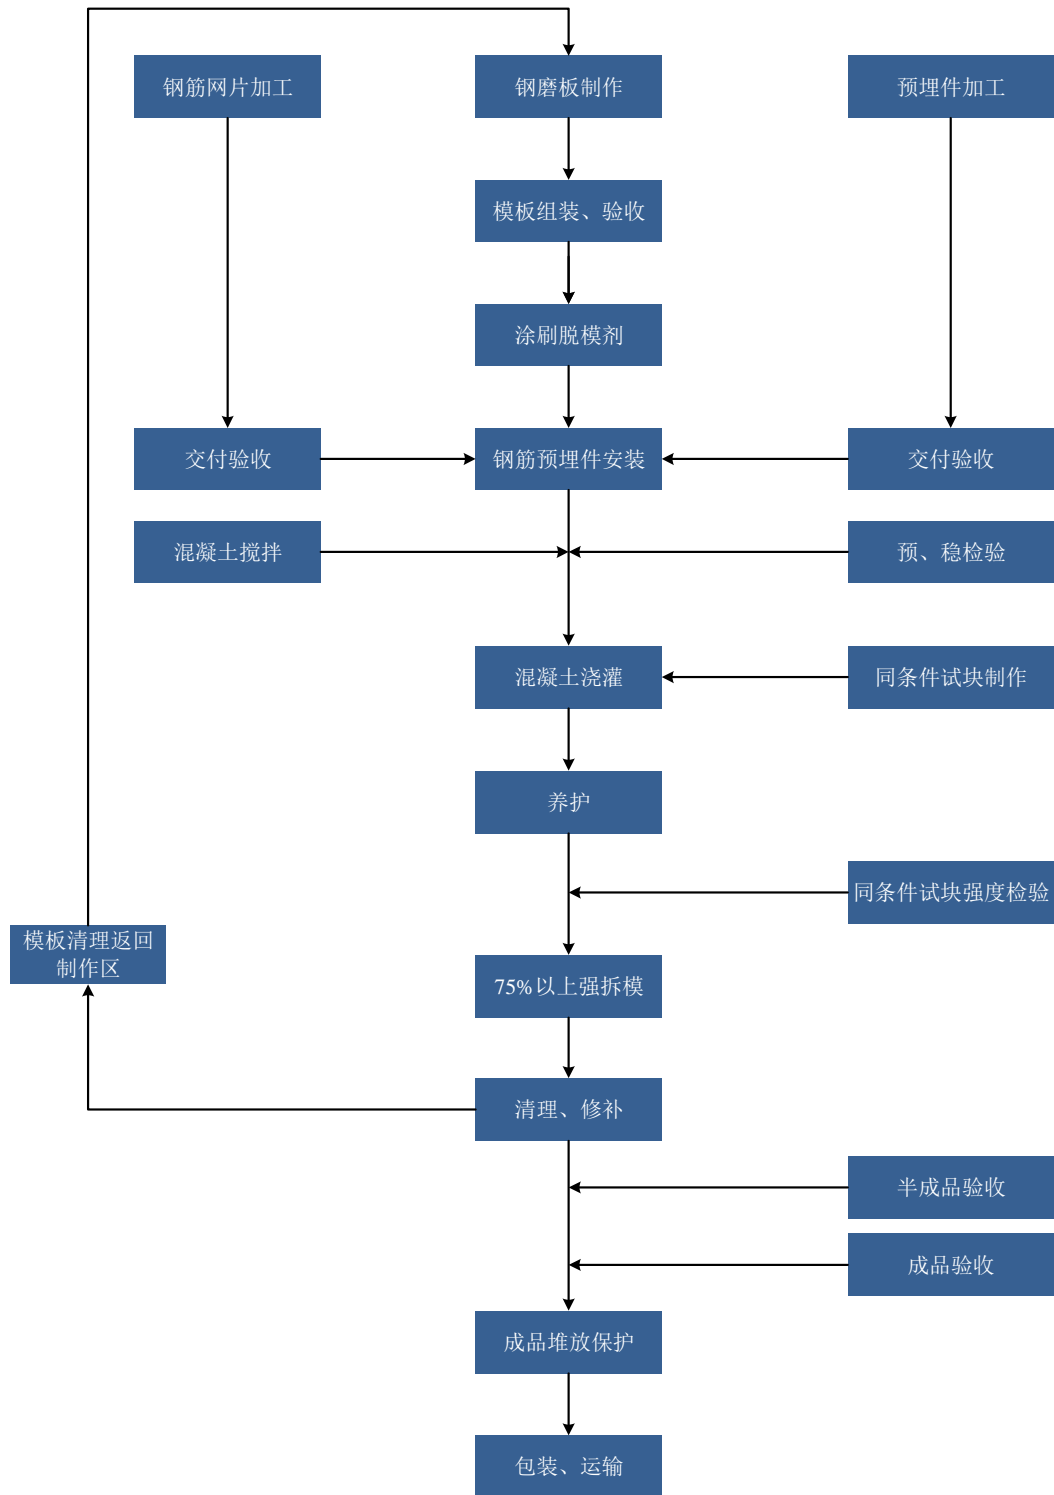 钢筋网片加工
钢磨板制作
预埋件加工
模板组装、验收
涂刷脱模剂
交付验收
钢筋预埋件安装
交付验收
混凝土搅拌
预、稳检验
混凝土浇灌
同条件试块制作
养护
同条件试块强度检验
模板清理返回
制作区
75%以上强拆模
清理、修补
半成品验收
成品验收
成品堆放保护
包装、运输